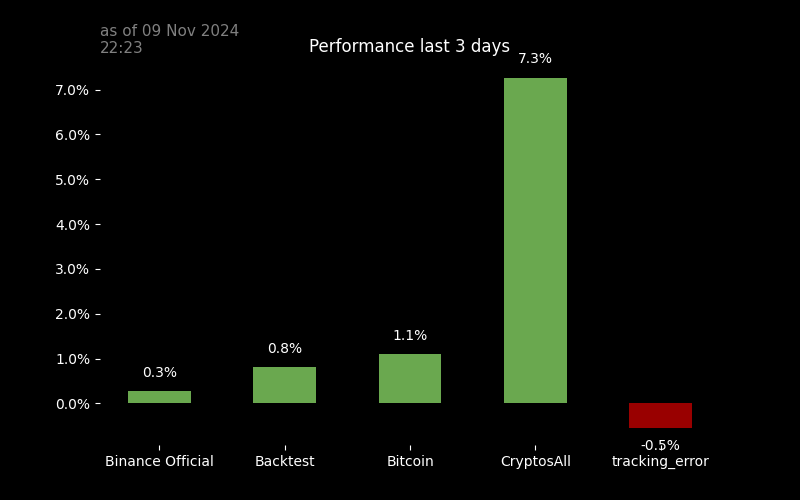 as of 09 Nov 2024
22:23
Performance last 3 days
7.3%
7.0%
6.0%
5.0%
4.0%
3.0%
2.0%
1.1%
1.0%
0.8%
0.3%
0.0%
-0.5%
Binance Official
Backtest
Bitcoin
CryptosAll
tracking_error